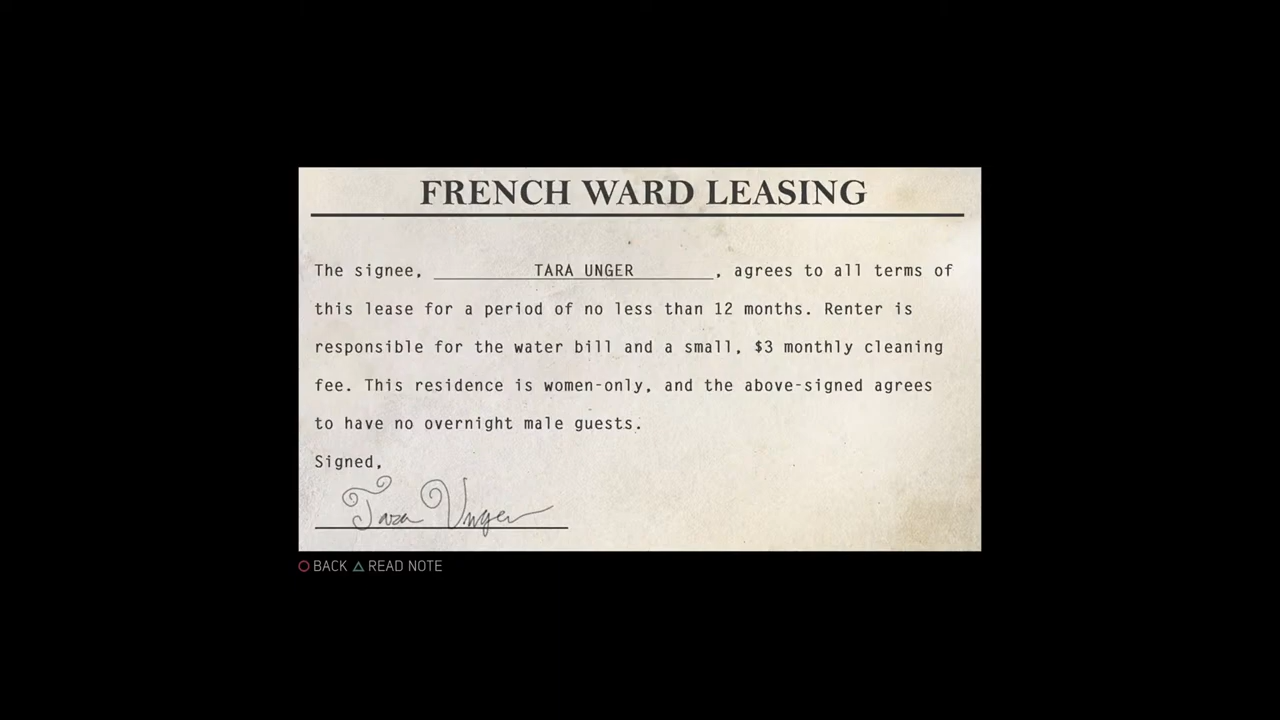 FRENCH WARD LEASING
The signee, TARA UNGER, agrees to all terms of
this lease for a period of no less than 12 months. Renter is
responsible for the water bill and a small, $3 monthly cleaning
fee. This residence is women-only, and the above-signed agrees
to have no overnight male guests.
Signed,
Tara Unger
BACK READ NOTE